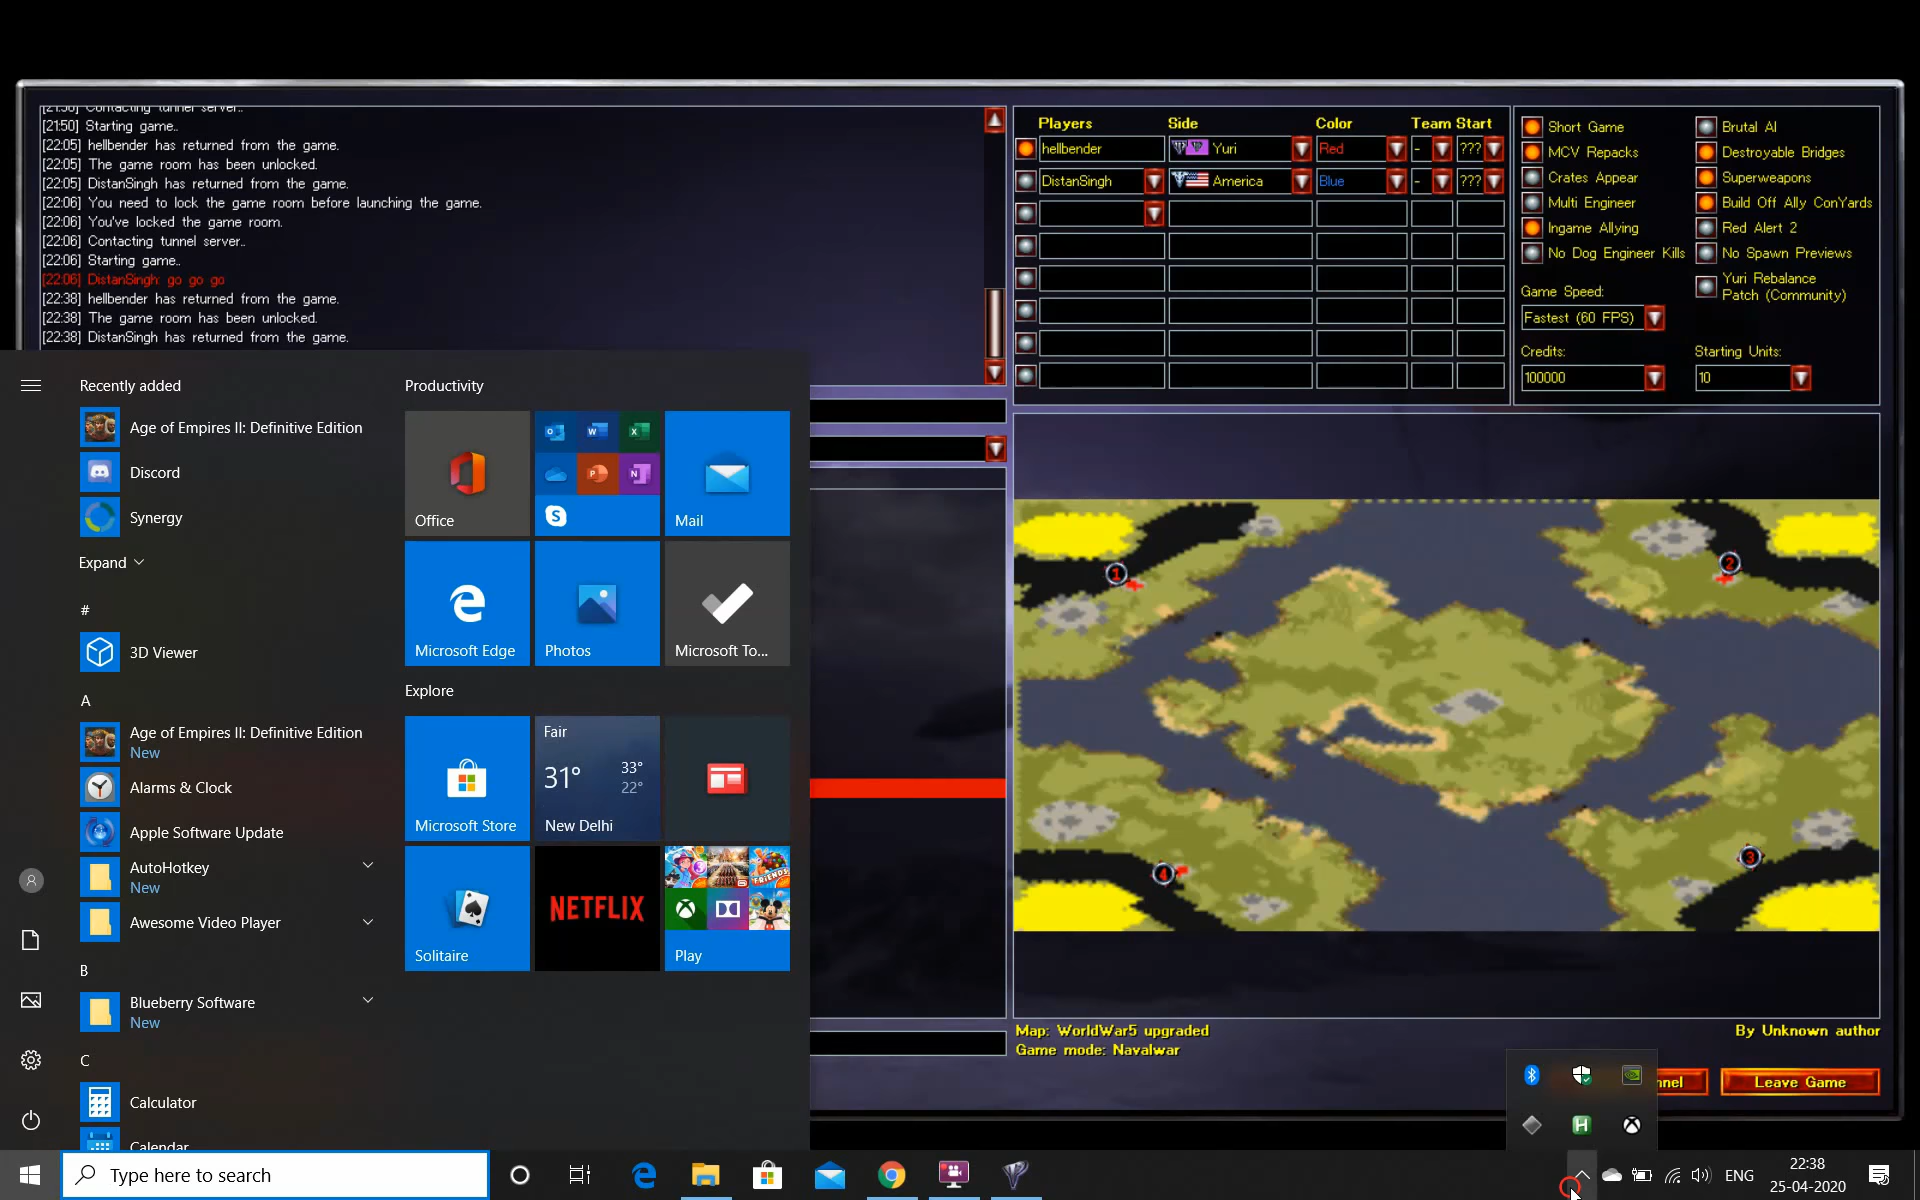 [21:50] Contacting tunnel server..
[21:50] Starting game..
[22:05] hellbender has returned from the game.
[22:05] The game room has been unlocked.
[22:05] DistanSingh has returned from the game.
[22:06] You need to lock the game room before launching the game.
[22:06] You've locked the game room.
[22:06] Contacting tunnel server..
[22:06] Starting game..
[22:06] DistanSingh: go go go
[22:38] hellbender has returned from the game.
[22:38] The game room has been unlocked.
[22:38] DistanSingh has returned from the game.
Players Side Color Team Start
hellbender Yuri Red - ???
DistanSingh America Blue - ???
Short Game
MCV Repacks
Crates Appear
Multi Engineer
Ingame Allying
No Dog Engineer Kills
Brutal AI
Destroyable Bridges
Superweapons
Build Off Ally ConYards
Red Alert 2
No Spawn Previews
Yuri Rebalance
Patch (Community)
Game Speed:
Fastest (60 FPS)
Credits:
100000
Starting Units:
10
1
2
3
4
Map: WorldWar5 upgraded
Game mode: Navalwar
By Unknown author
nnel
Leave Game
Recently added
Age of Empires II: Definitive Edition
Discord
Synergy
Expand
#
3D Viewer
A
Age of Empires II: Definitive Edition
New
Alarms & Clock
Apple Software Update
AutoHotkey
New
Awesome Video Player
B
Blueberry Software
New
C
Calculator
Calendar
Productivity
Office
Mail
Microsoft Edge
Photos
Microsoft To...
Explore
Microsoft Store
Fair
31°
33°
22°
New Delhi
Solitaire
NETFLIX
FRIENDS
Play
Type here to search
ENG
22:38
25-04-2020